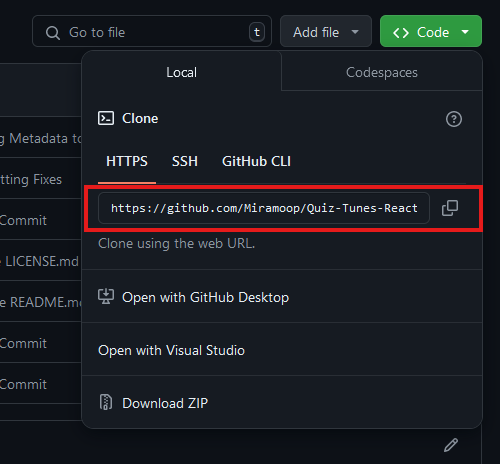 Go to file
t
Add file
Code
Local
Codespaces
Clone
g Metadata to
HTTPS
SSH
GitHub CLI
tting Fixes
https://github.com/Miramoop/Quiz-Tunes-React
Commit
Clone using the web URL.
LICENSE.md
Open with GitHub Desktop
e README.md
Commit
Open with Visual Studio
Commit
Download ZIP